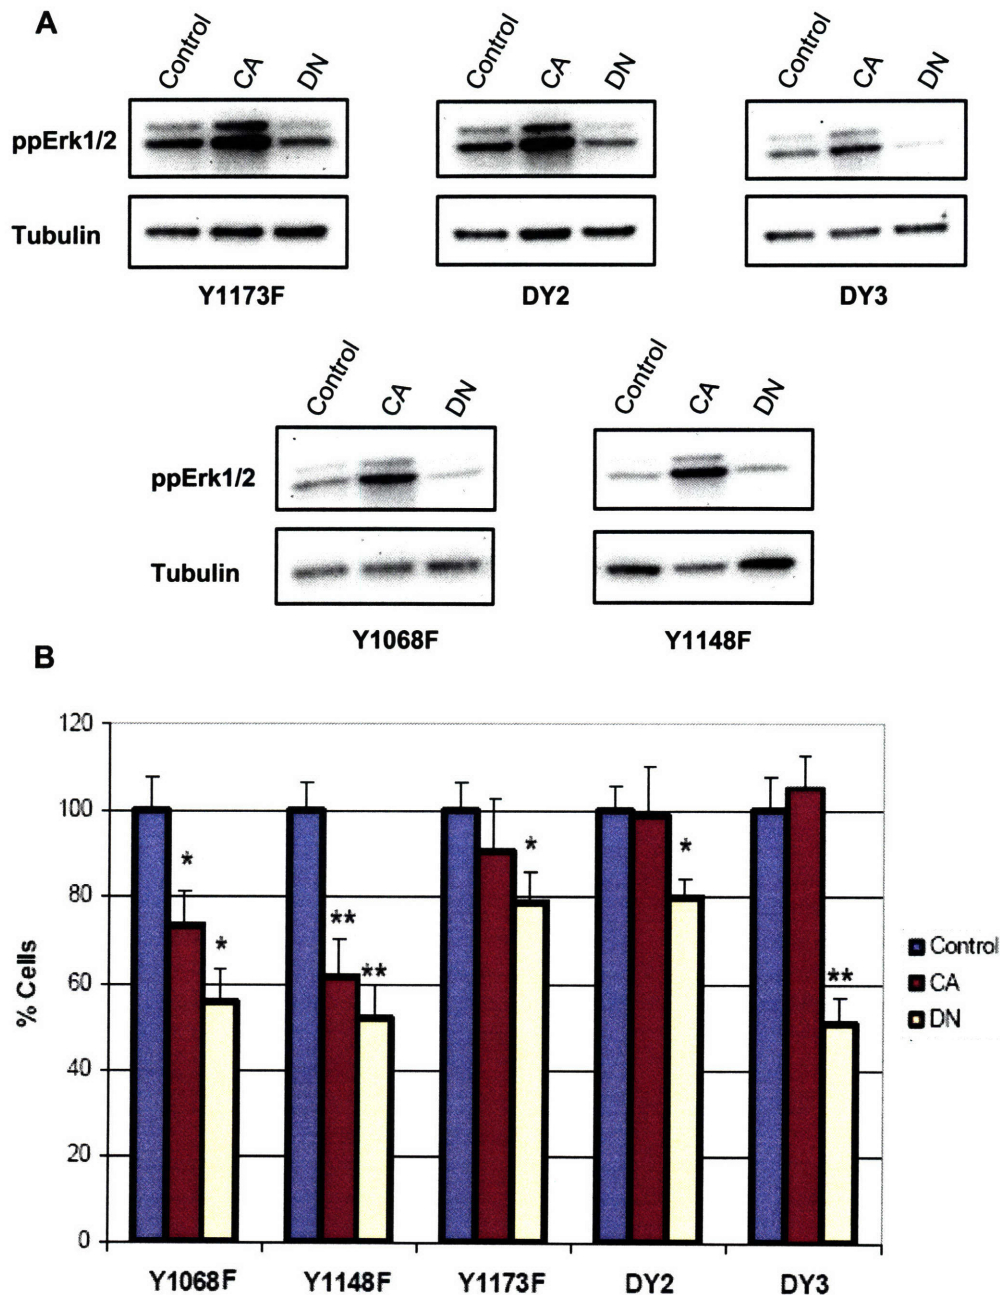 A
Control CA DN
Control CA DN
Control CA DN
ppErk1/2
Tubulin
Y1173F
DY2
DY3
Control CA DN
Control CA DN
ppErk1/2
Tubulin
Y1068F
Y1148F
B
120
100
80
60
40
20
0
% Cells
*
*
**
**
*
*
**
Control
CA
DN
Y1068F
Y1148F
Y1173F
DY2
DY3